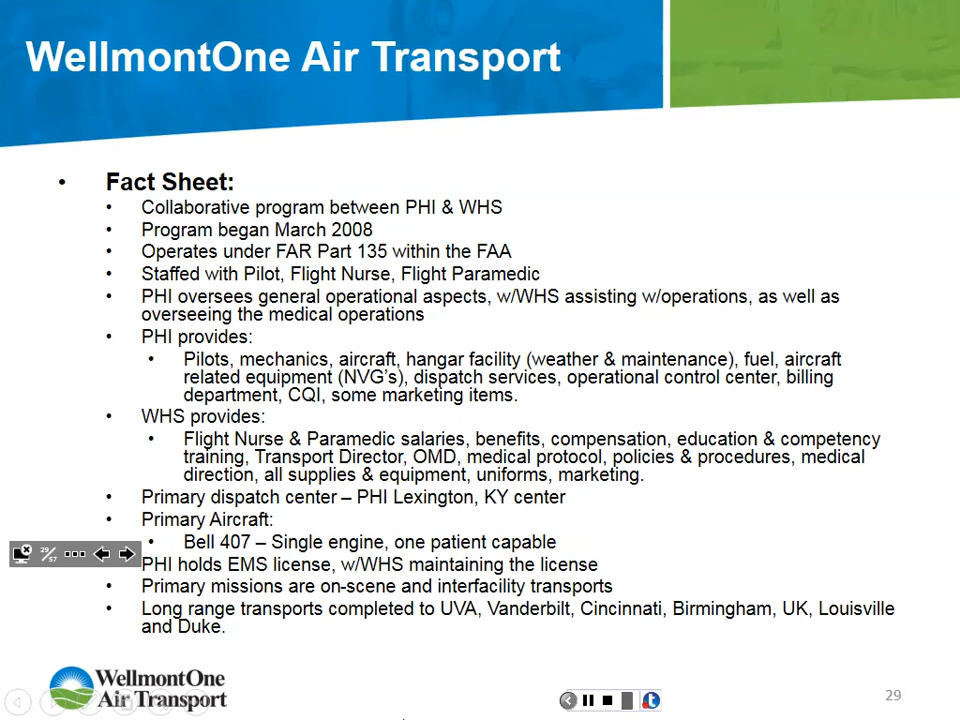 WellmontOne Air Transport
• Fact Sheet:
• Collaborative program between PHI & WHS
• Program began March 2008
• Operates under FAR Part 135 within the FAA
• Staffed with Pilot, Flight Nurse, Flight Paramedic
• PHI oversees general operational aspects, w/WHS assisting w/operations, as well as
overseeing the medical operations
• PHI provides:
• Pilots, mechanics, aircraft, hangar facility (weather & maintenance), fuel, aircraft
related equipment (NVG's), dispatch services, operational control center, billing
department, CQI, some marketing items.
• WHS provides:
• Flight Nurse & Paramedic salaries, benefits, compensation, education & competency
training, Transport Director, OMD, medical protocol, policies & procedures, medical
direction, all supplies & equipment, uniforms, marketing.
• Primary dispatch center – PHI Lexington, KY center
• Primary Aircraft:
• Bell 407 – Single engine, one patient capable
29/57
PHI holds EMS license, w/WHS maintaining the license
• Primary missions are on-scene and interfacility transports
• Long range transports completed to UVA, Vanderbilt, Cincinnati, Birmingham, UK, Louisville
and Duke.
WellmontOne
Air Transport
t
29